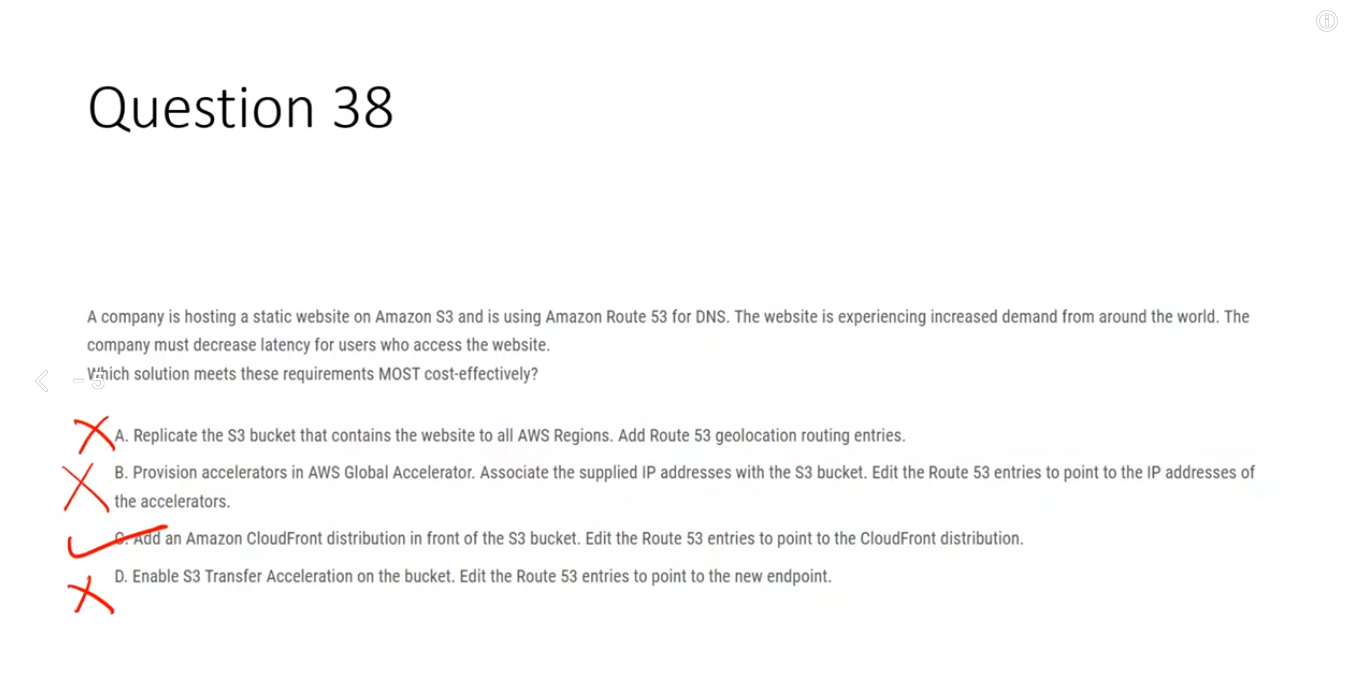 Question 38
A company is hosting a static website on Amazon S3 and is using Amazon Route 53 for DNS. The website is experiencing increased demand from around the world. The
company must decrease latency for users who access the website.
Which solution meets these requirements MOST cost-effectively?
A. Replicate the S3 bucket that contains the website to all AWS Regions. Add Route 53 geolocation routing entries.
B. Provision accelerators in AWS Global Accelerator. Associate the supplied IP addresses with the S3 bucket. Edit the Route 53 entries to point to the IP addresses of
the accelerators.
C. Add an Amazon CloudFront distribution in front of the S3 bucket. Edit the Route 53 entries to point to the CloudFront distribution.
D. Enable S3 Transfer Acceleration on the bucket. Edit the Route 53 entries to point to the new endpoint.